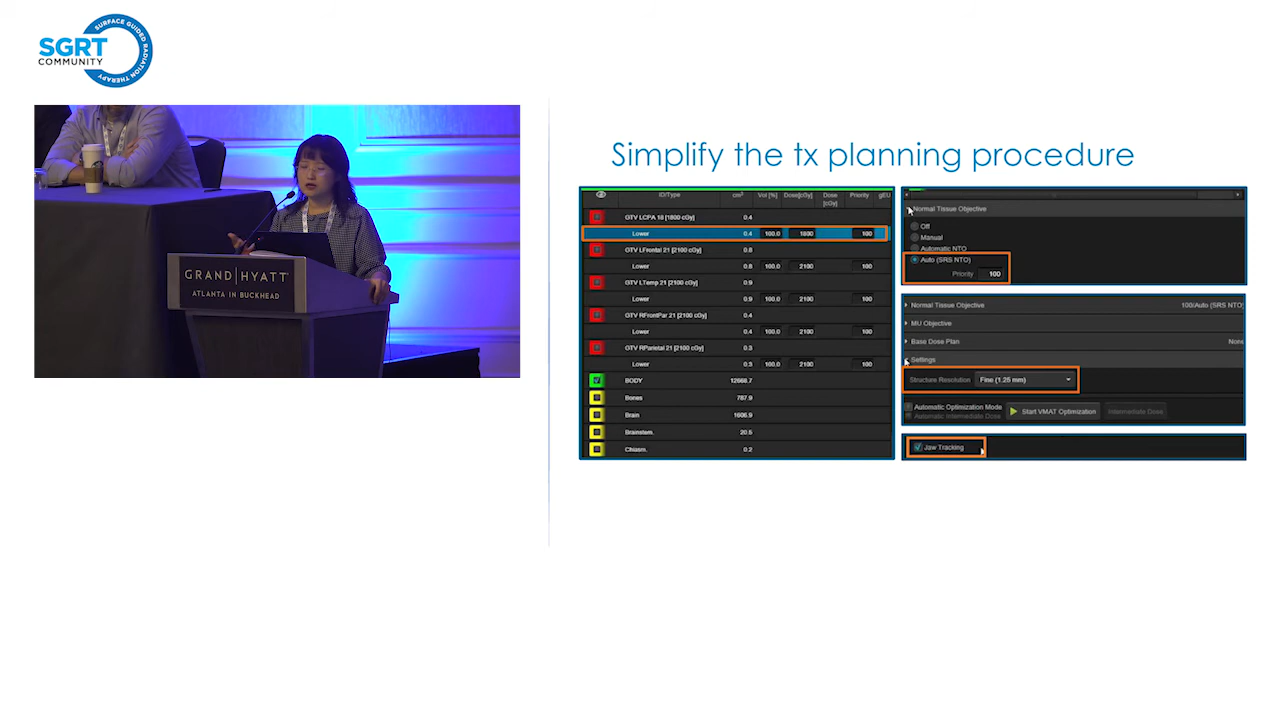 SURFACE GUIDED
RADIATION THERAPY
SGRT
COMMUNITY
GRAND|HYATT
ATLANTA IN BUCKHEAD
Simplify the tx planning procedure
ID/Type cm³ Vol [%] Dose[cGy] Dose [cGy] Priority gEU
GTV LCPA 18 [1800 cGy] 0.4
Lower 0.4 100.0 1800 100
GTV LFrontal 21 [2100 cGy] 0.8
Lower 0.8 100.0 2100 100
GTV LTemp 21 [2100 cGy] 0.9
Lower 0.9 100.0 2100 100
GTV RFrontPar 21 [2100 cGy] 0.4
Lower 0.4 100.0 2100 100
GTV RParietal 21 [2100 cGy] 0.3
Lower 0.3 100.0 2100 100
BODY 12668.7
Bones 787.9
Brain 1606.9
Brainstem. 20.5
Chiasm. 0.2
Normal Tissue Objective
Off
Manual
Automatic NTO
Auto (SRS NTO)
Priority 100
Normal Tissue Objective 100/Auto (SRS NTO)
MU Objective
Base Dose Plan None
Settings
Structure Resolution Fine (1.25 mm)
Automatic Optimization Mode Start VMAT Optimization Intermediate Dose
Automatic Intermediate Dose
Jaw Tracking